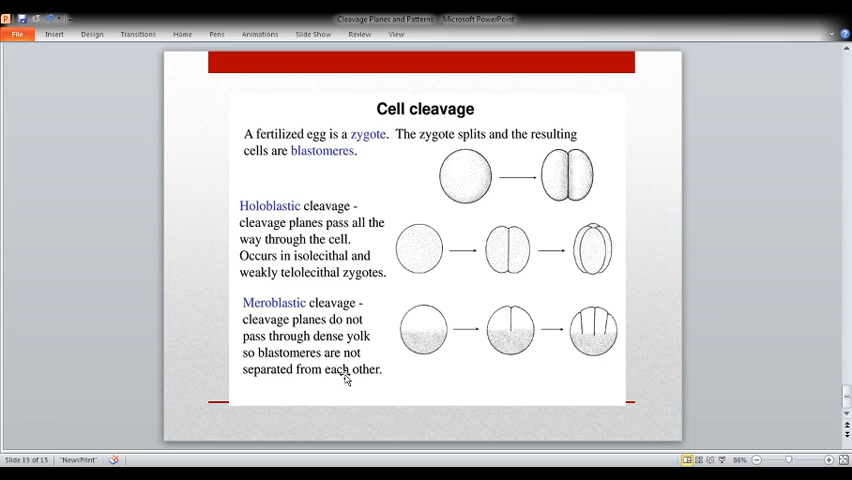 Cleavage Planes and Patterns - Microsoft PowerPoint
File Insert Design Transitions Home Pens Animations Slide Show Review View
Cell cleavage
A fertilized egg is a zygote. The zygote splits and the resulting
cells are blastomeres.
Holoblastic cleavage -
cleavage planes pass all the
way through the cell.
Occurs in isolecithal and
weakly telolecithal zygotes.
Meroblastic cleavage -
cleavage planes do not
pass through dense yolk
so blastomeres are not
separated from each other.
Slide 15 of 15 "NewsPrint" 86%